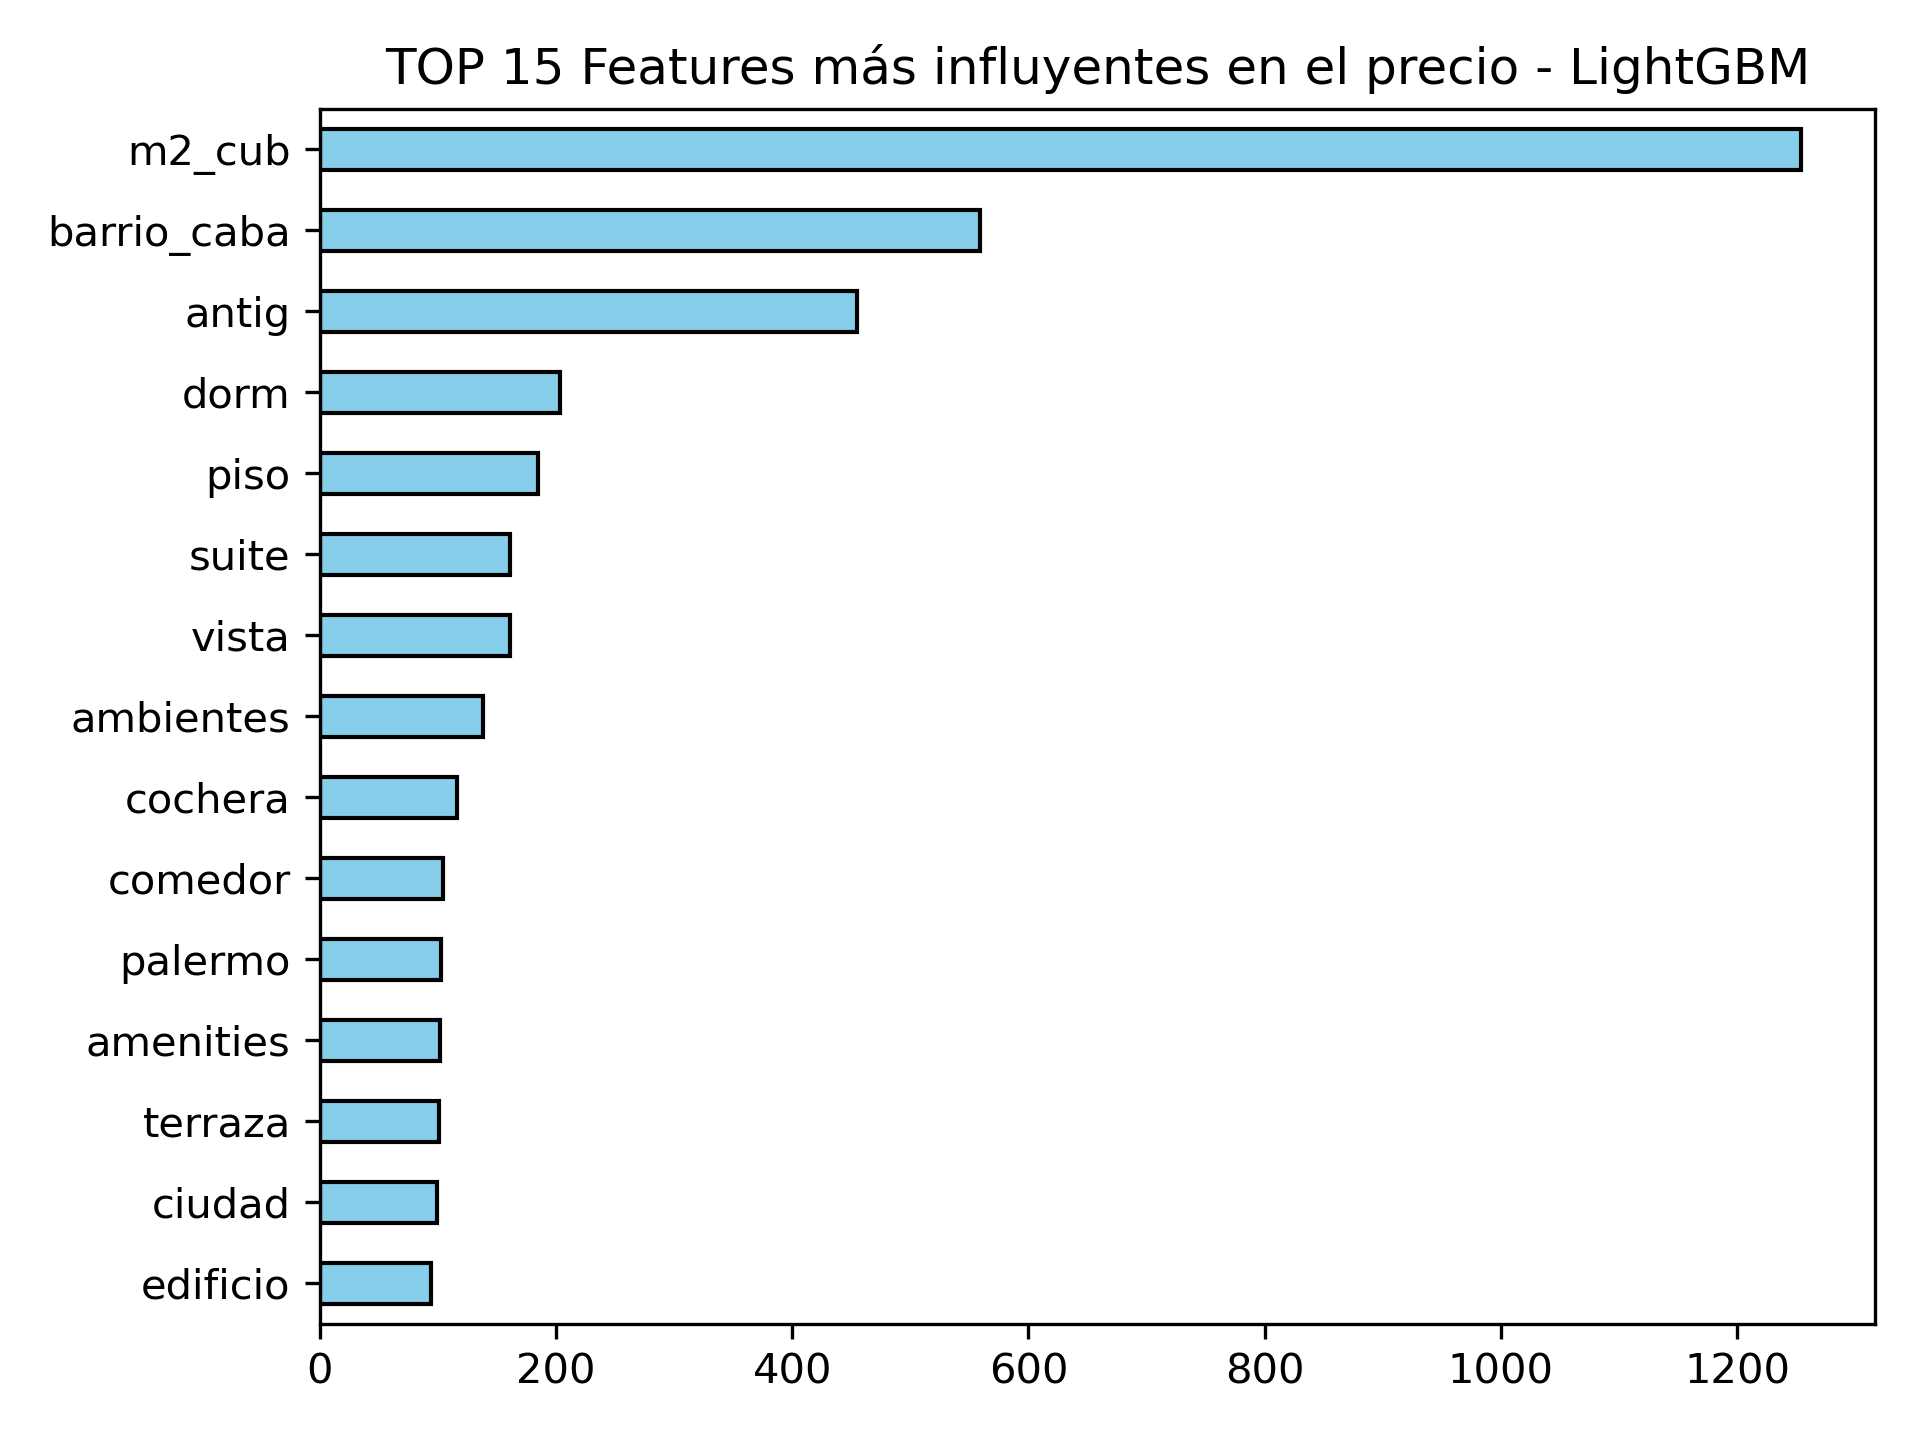 TOP 15 Features más influyentes en el precio - LightGBM
m2_cub
barrio_caba
antig
dorm
piso
suite
vista
ambientes
cochera
comedor
palermo
amenities
terraza
ciudad
edificio
0 200 400 600 800 1000 1200